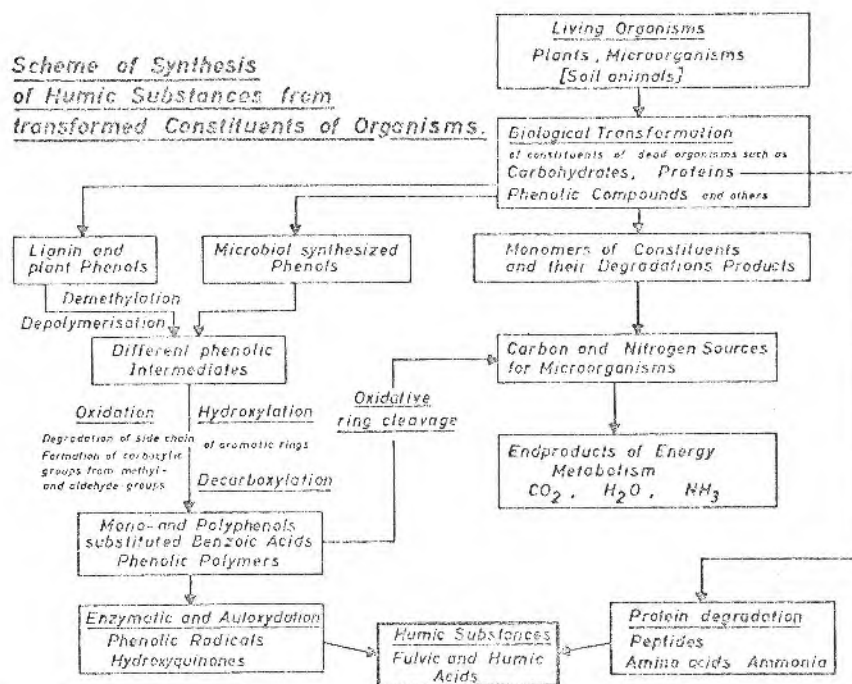 Scheme of Synthesis
of Humic Substances from
transformed Constituents of Organisms.
Living Organisms
Plants, Microorganisms
[Soil animals]
Biological Transformation
of constituents of dead organisms such as
Carbohydrates, Proteins
Phenolic Compounds and others
Lignin and
plant Phenols
Microbial synthesized
Phenols
Monomers of Constituents
and their Degradations Products
Demethylation
Depolymerisation
Different phenolic
Intermediates
Carbon and Nitrogen Sources
for Microorganisms
Oxidation
Degradation of side chain
Formation of carboxylic
groups from methyl-
and aldehyde-groups
Hydroxylation
of aromatic rings
Decarboxylation
Oxidative
ring cleavage
Endproducts of Energy
Metabolism
CO2, H2O, NH3
Mono- and Polyphenols
substituted Benzoic Acids
Phenolic Polymers
Enzymatic and Autoxydation
Phenolic Radicals
Hydroxyquinones
Humic Substances
Fulvic and Humic
Acids
Protein degradation
Peptides
Amino acids Ammonia